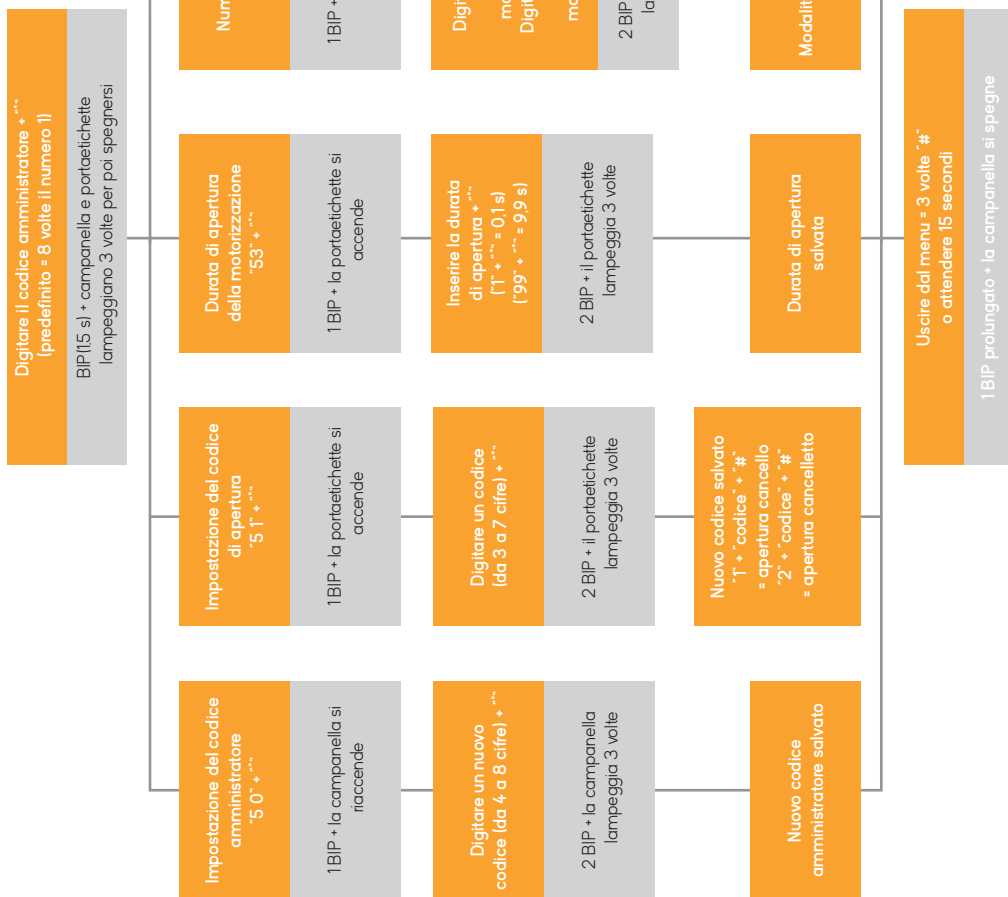 Digitare il codice amministratore + "*"
(predefinito = 8 volte il numero 1)
BIP(1,5 s) + campanella e portaetichette
lampeggiano 3 volte per poi spegnersi
Impostazione del codice
amministratore
"5 0" + "*"
1 BIP + la campanella si
riaccende
Digitare un nuovo
codice (da 4 a 8 cifre) + "*"
2 BIP + la campanella
lampeggia 3 volte
Nuovo codice
amministratore salvato
Impostazione del codice
di apertura
"5 1" + "*"
1 BIP + la portaetichette si
accende
Digitare un codice
(da 3 a 7 cifre) + "*"
2 BIP + il portaetichette
lampeggia 3 volte
Nuovo codice salvato
"1" + "codice" + "#"
= apertura cancello
"2" + "codice" + "#"
= apertura cancelletto
Durata di apertura
della motorizzazione
"53" + "*"
1 BIP + la portaetichette si
accende
Inserire la durata
di apertura + "*"
("1" + "*" = 0,1 s)
("99" + "*" = 9,9 s)
2 BIP + il portaetichette
lampeggia 3 volte
Durata di apertura
salvata
1 BIP +
2 BIP
Uscire dal menu = 3 volte "#"
o attendere 15 secondi
1 BIP prolungato + la campanella si spegne